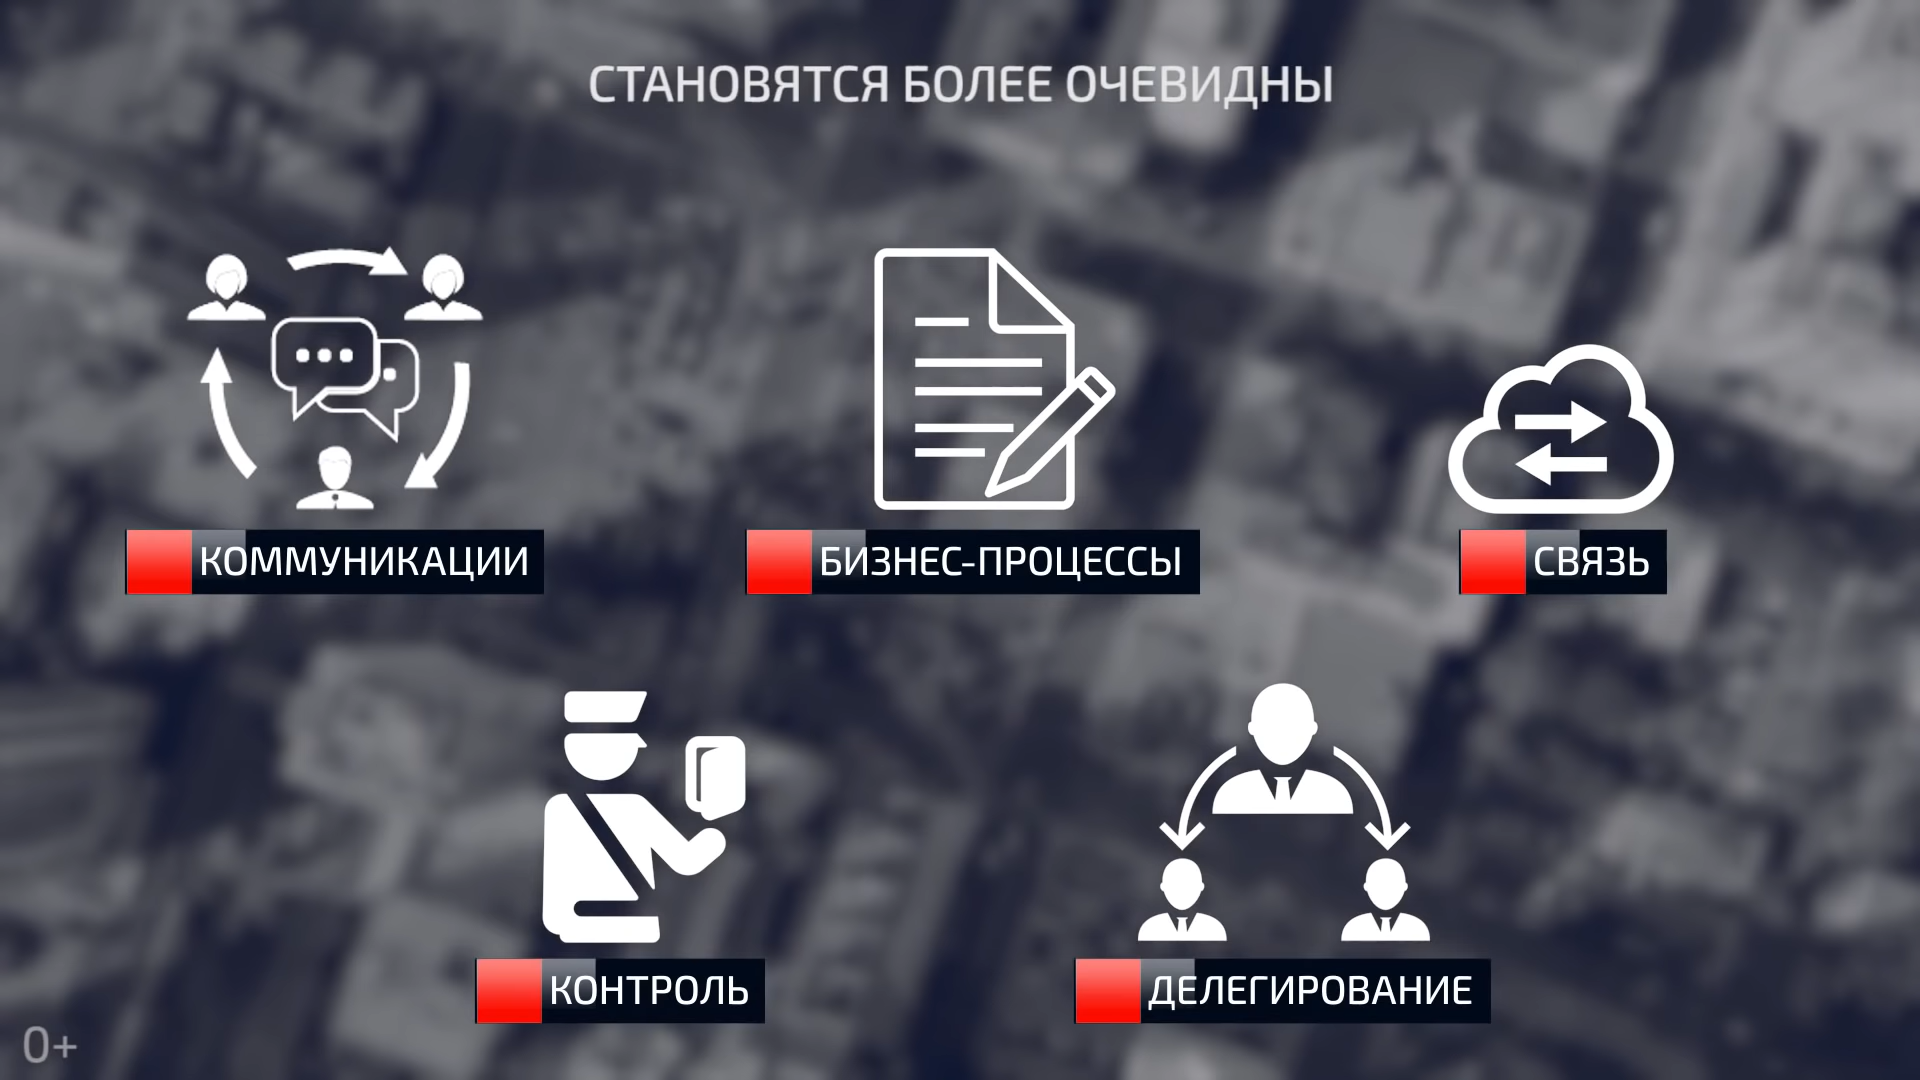 СТАНОВЯТСЯ БОЛЕЕ ОЧЕВИДНЫ
КОММУНИКАЦИИ
БИЗНЕС-ПРОЦЕССЫ
СВЯЗЬ
КОНТРОЛЬ
ДЕЛЕГИРОВАНИЕ
0+